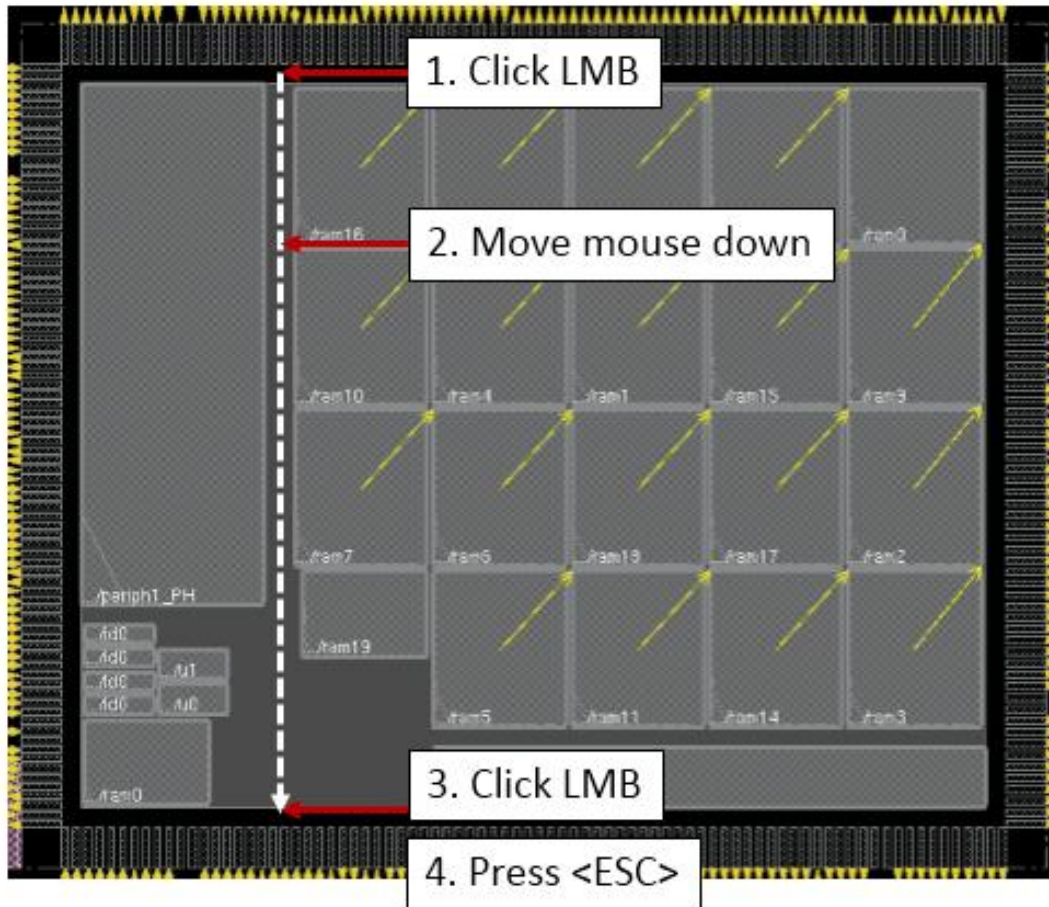 1. Click LMB
.../ram16
2. Move mouse down
.../ram10
.../ram4
.../ram1
.../ram15
.../ram9
.../ram7
.../ram6
.../ram17
.../ram2
.../periph1_PH
.../ram19
.../u1
.../u0
.../ram5
.../ram11
.../ram14
.../ram3
3. Click LMB
.../ram0
4. Press <ESC>